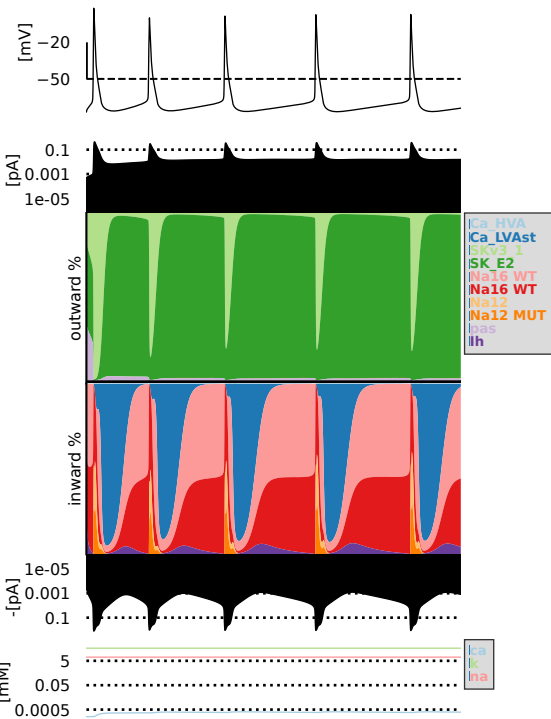 [mV]
−20
−50
[pA]
0.1
0.001
1e-05
outward %
Ca_HVA
Ca_LVAst
SKv3_1
SK_E2
Na16 WT
Na16 WT
Na12
Na12 MUT
pas
Ih
inward %
-[pA]
1e-05
0.001
0.1
[mM]
5
0.05
0.0005
ca
k
na